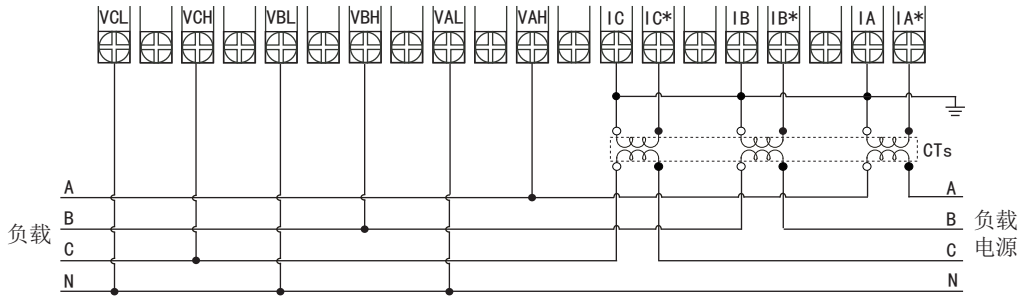 VCL VCH VBL VBH VAL VAH IC IC* IB IB* IA IA*
CTs
A A
B B
负载 负载
电源
C C
N N